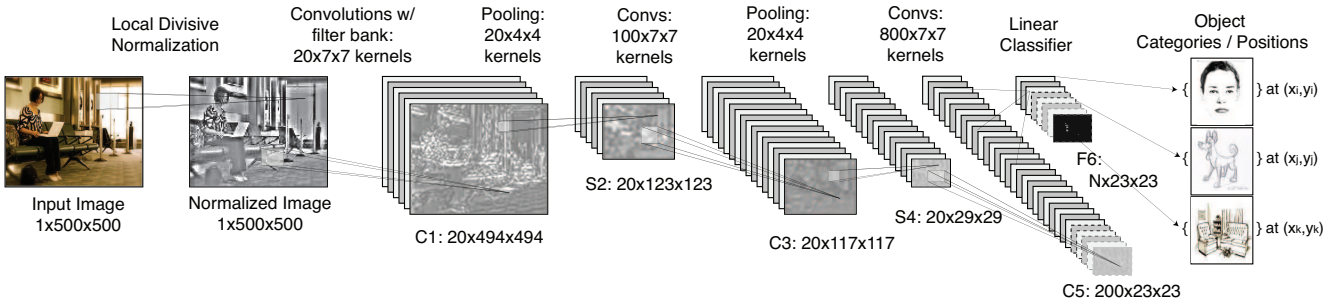 Local Divisive
Normalization
Convolutions w/
filter bank:
20x7x7 kernels
Pooling:
20x4x4
kernels
Convs:
100x7x7
kernels
Pooling:
20x4x4
kernels
Convs:
800x7x7
kernels
Linear
Classifier
Object
Categories / Positions
{ } at (xi,yi)
{ } at (xj,yj)
{ } at (xk,yk)
Input Image
1x500x500
Normalized Image
1x500x500
C1: 20x494x494
S2: 20x123x123
C3: 20x117x117
S4: 20x29x29
C5: 200x23x23
F6:
Nx23x23